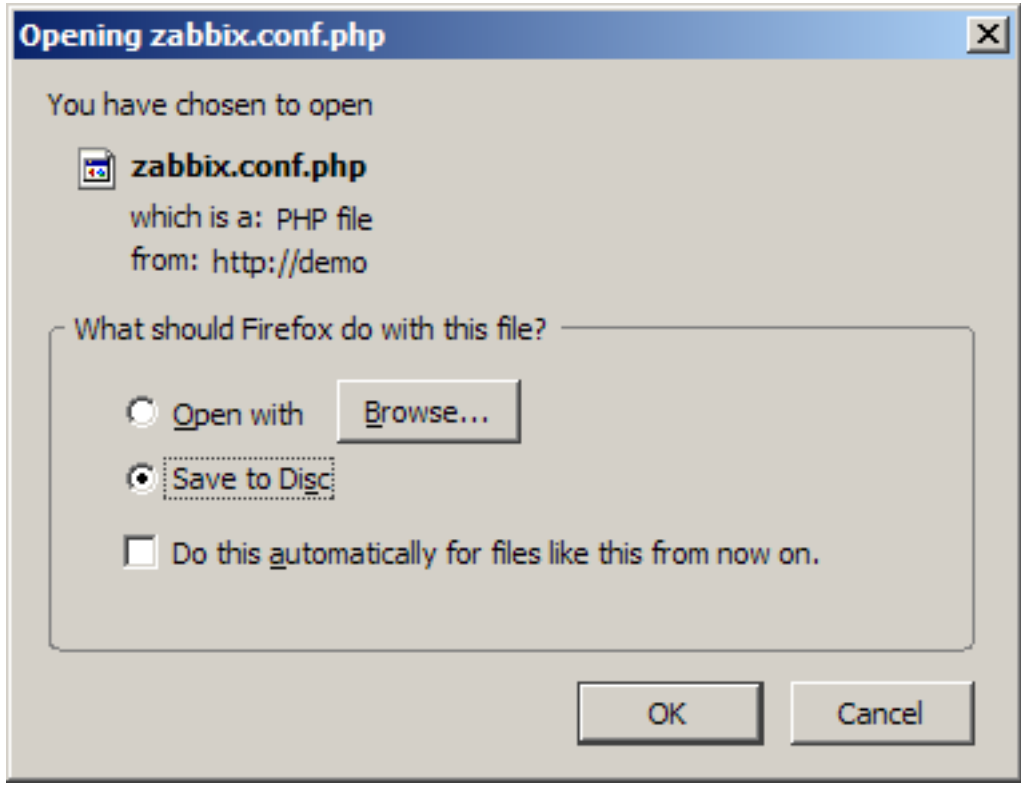 Opening zabbix.conf.php
You have chosen to open
zabbix.conf.php
which is a: PHP file
from: http://demo
What should Firefox do with this file?
Open with Browse...
Save to Disc
Do this automatically for files like this from now on.
OK Cancel